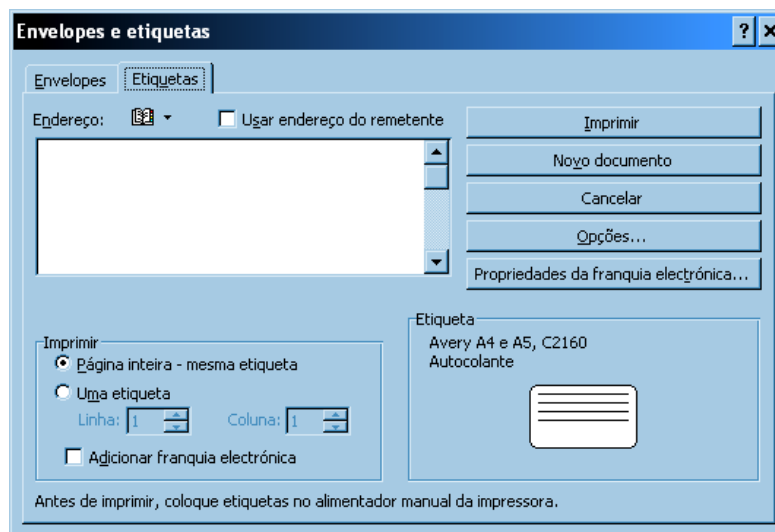 Envelopes e etiquetas
Envelopes Etiquetas
Endereço: Usar endereço do remetente
Imprimir
Novo documento
Cancelar
Opções...
Propriedades da franquia electrónica...
Imprimir
Página inteira - mesma etiqueta
Uma etiqueta
Linha: 1 Coluna: 1
Adicionar franquia electrónica
Etiqueta
Avery A4 e A5, C2160
Autocolante
Antes de imprimir, coloque etiquetas no alimentador manual da impressora.